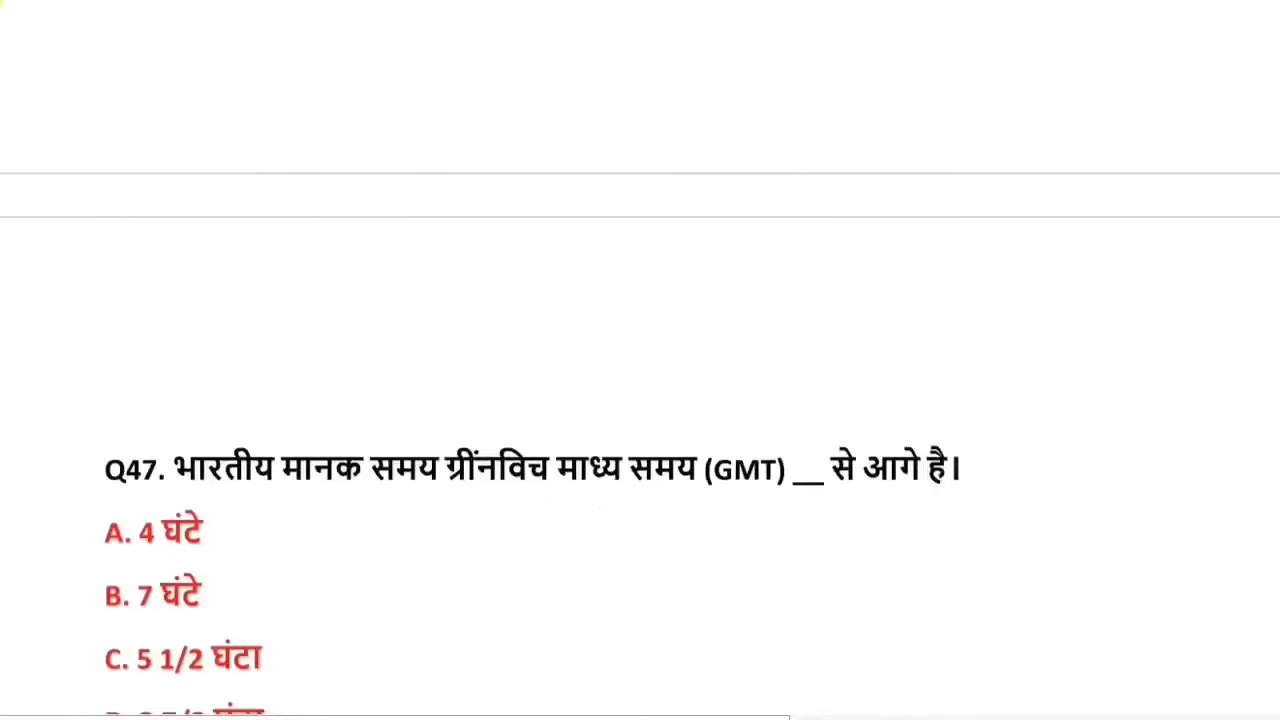 Q47. भारतीय मानक समय ग्रींनविच माध्य समय (GMT) __ से आगे है।
A. 4 घंटे
B. 7 घंटे
C. 5 1/2 घंटा